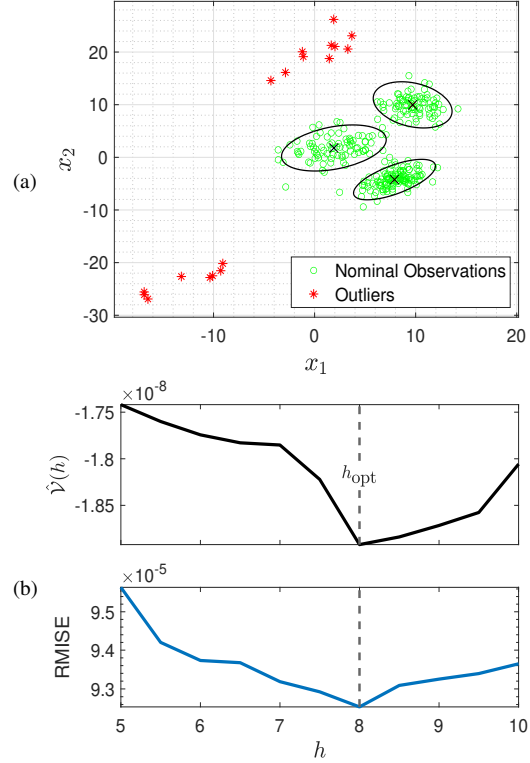 20
10
0
-10
-20
-30
x₂
(a)
Nominal Observations
Outliers
-10
0
10
20
x₁
×10⁻⁸
-1.75
-1.8
-1.85
V̂(h)
h_opt
(b)
×10⁻⁵
9.5
9.4
9.3
RMISE
5
6
7
8
9
10
h